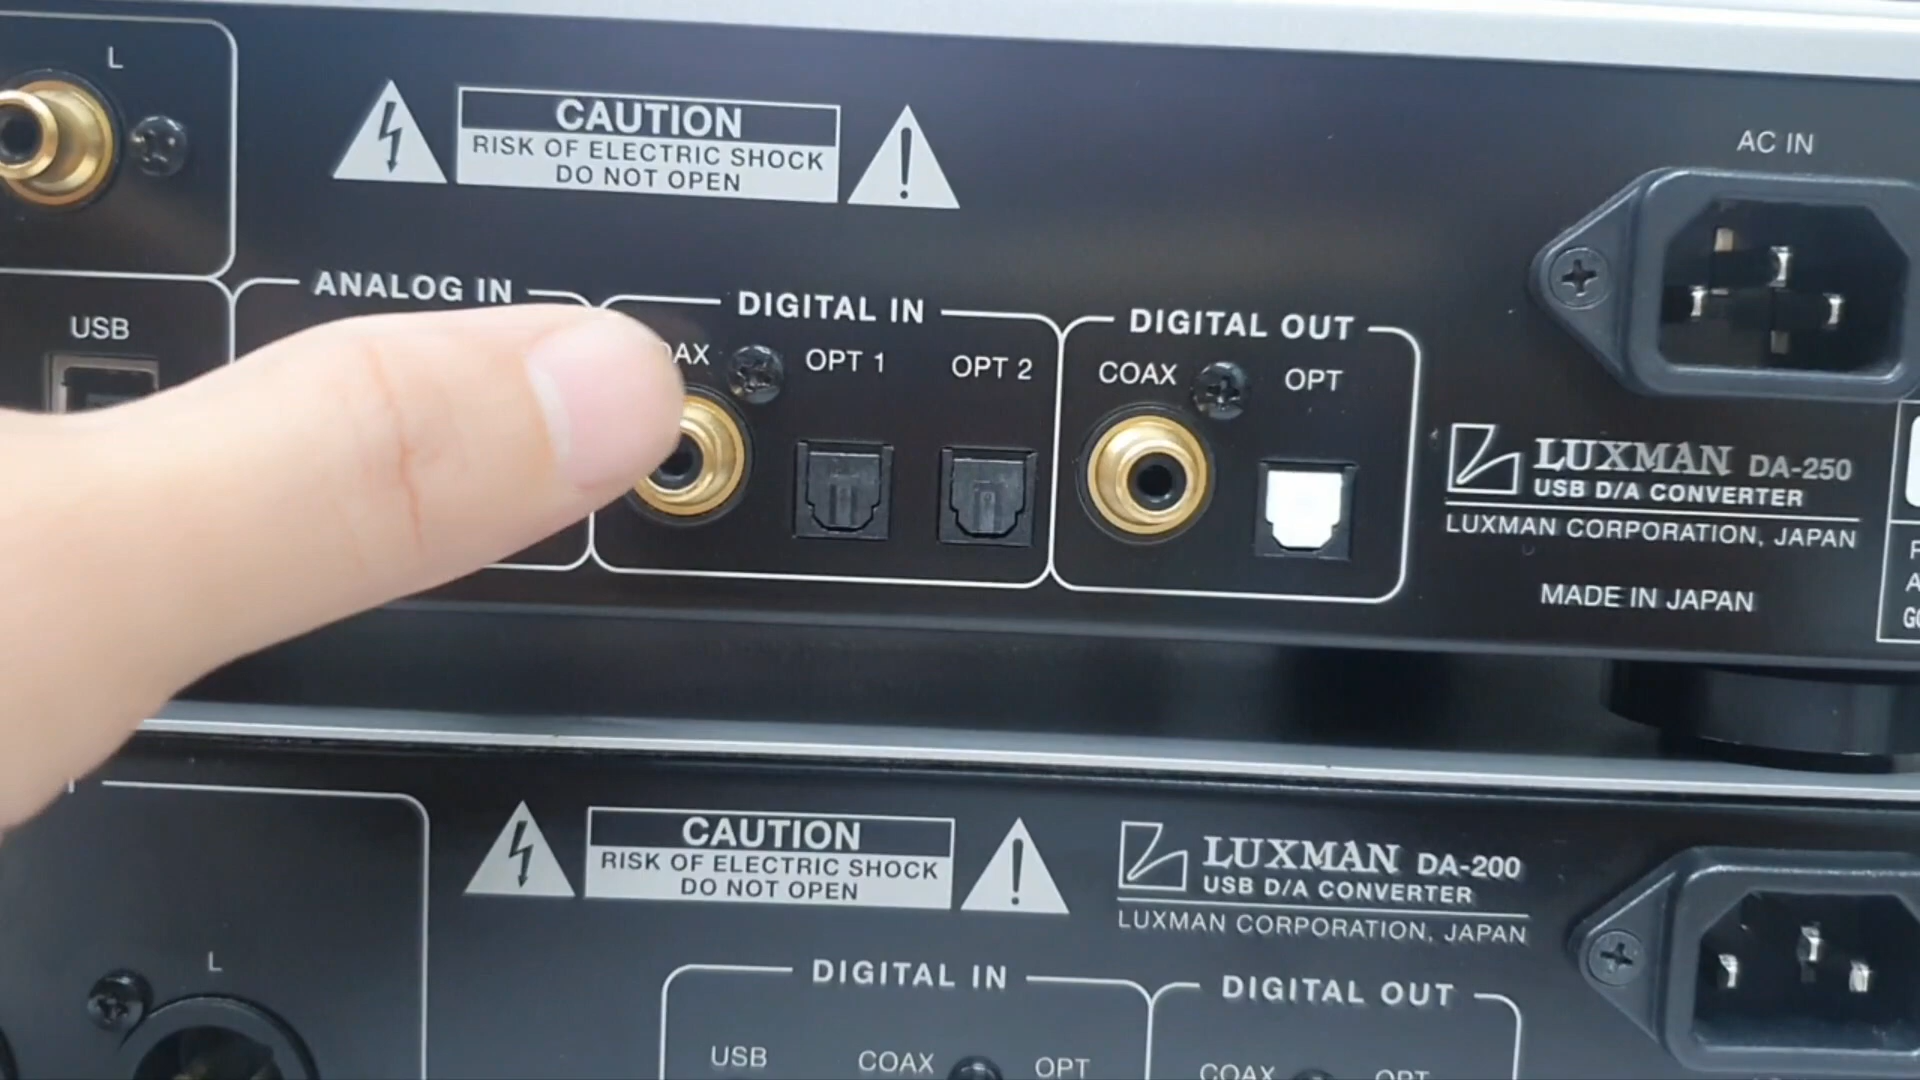 L
CAUTION
RISK OF ELECTRIC SHOCK
DO NOT OPEN
AC IN
USB
ANALOG IN
DIGITAL IN
OPT 1
OPT 2
DIGITAL OUT
COAX
OPT
LUXMAN DA-250
USB D/A CONVERTER
LUXMAN CORPORATION, JAPAN
MADE IN JAPAN
CAUTION
RISK OF ELECTRIC SHOCK
DO NOT OPEN
LUXMAN DA-200
USB D/A CONVERTER
LUXMAN CORPORATION, JAPAN
L
DIGITAL IN
USB
COAX
OPT
DIGITAL OUT
COAX
OPT